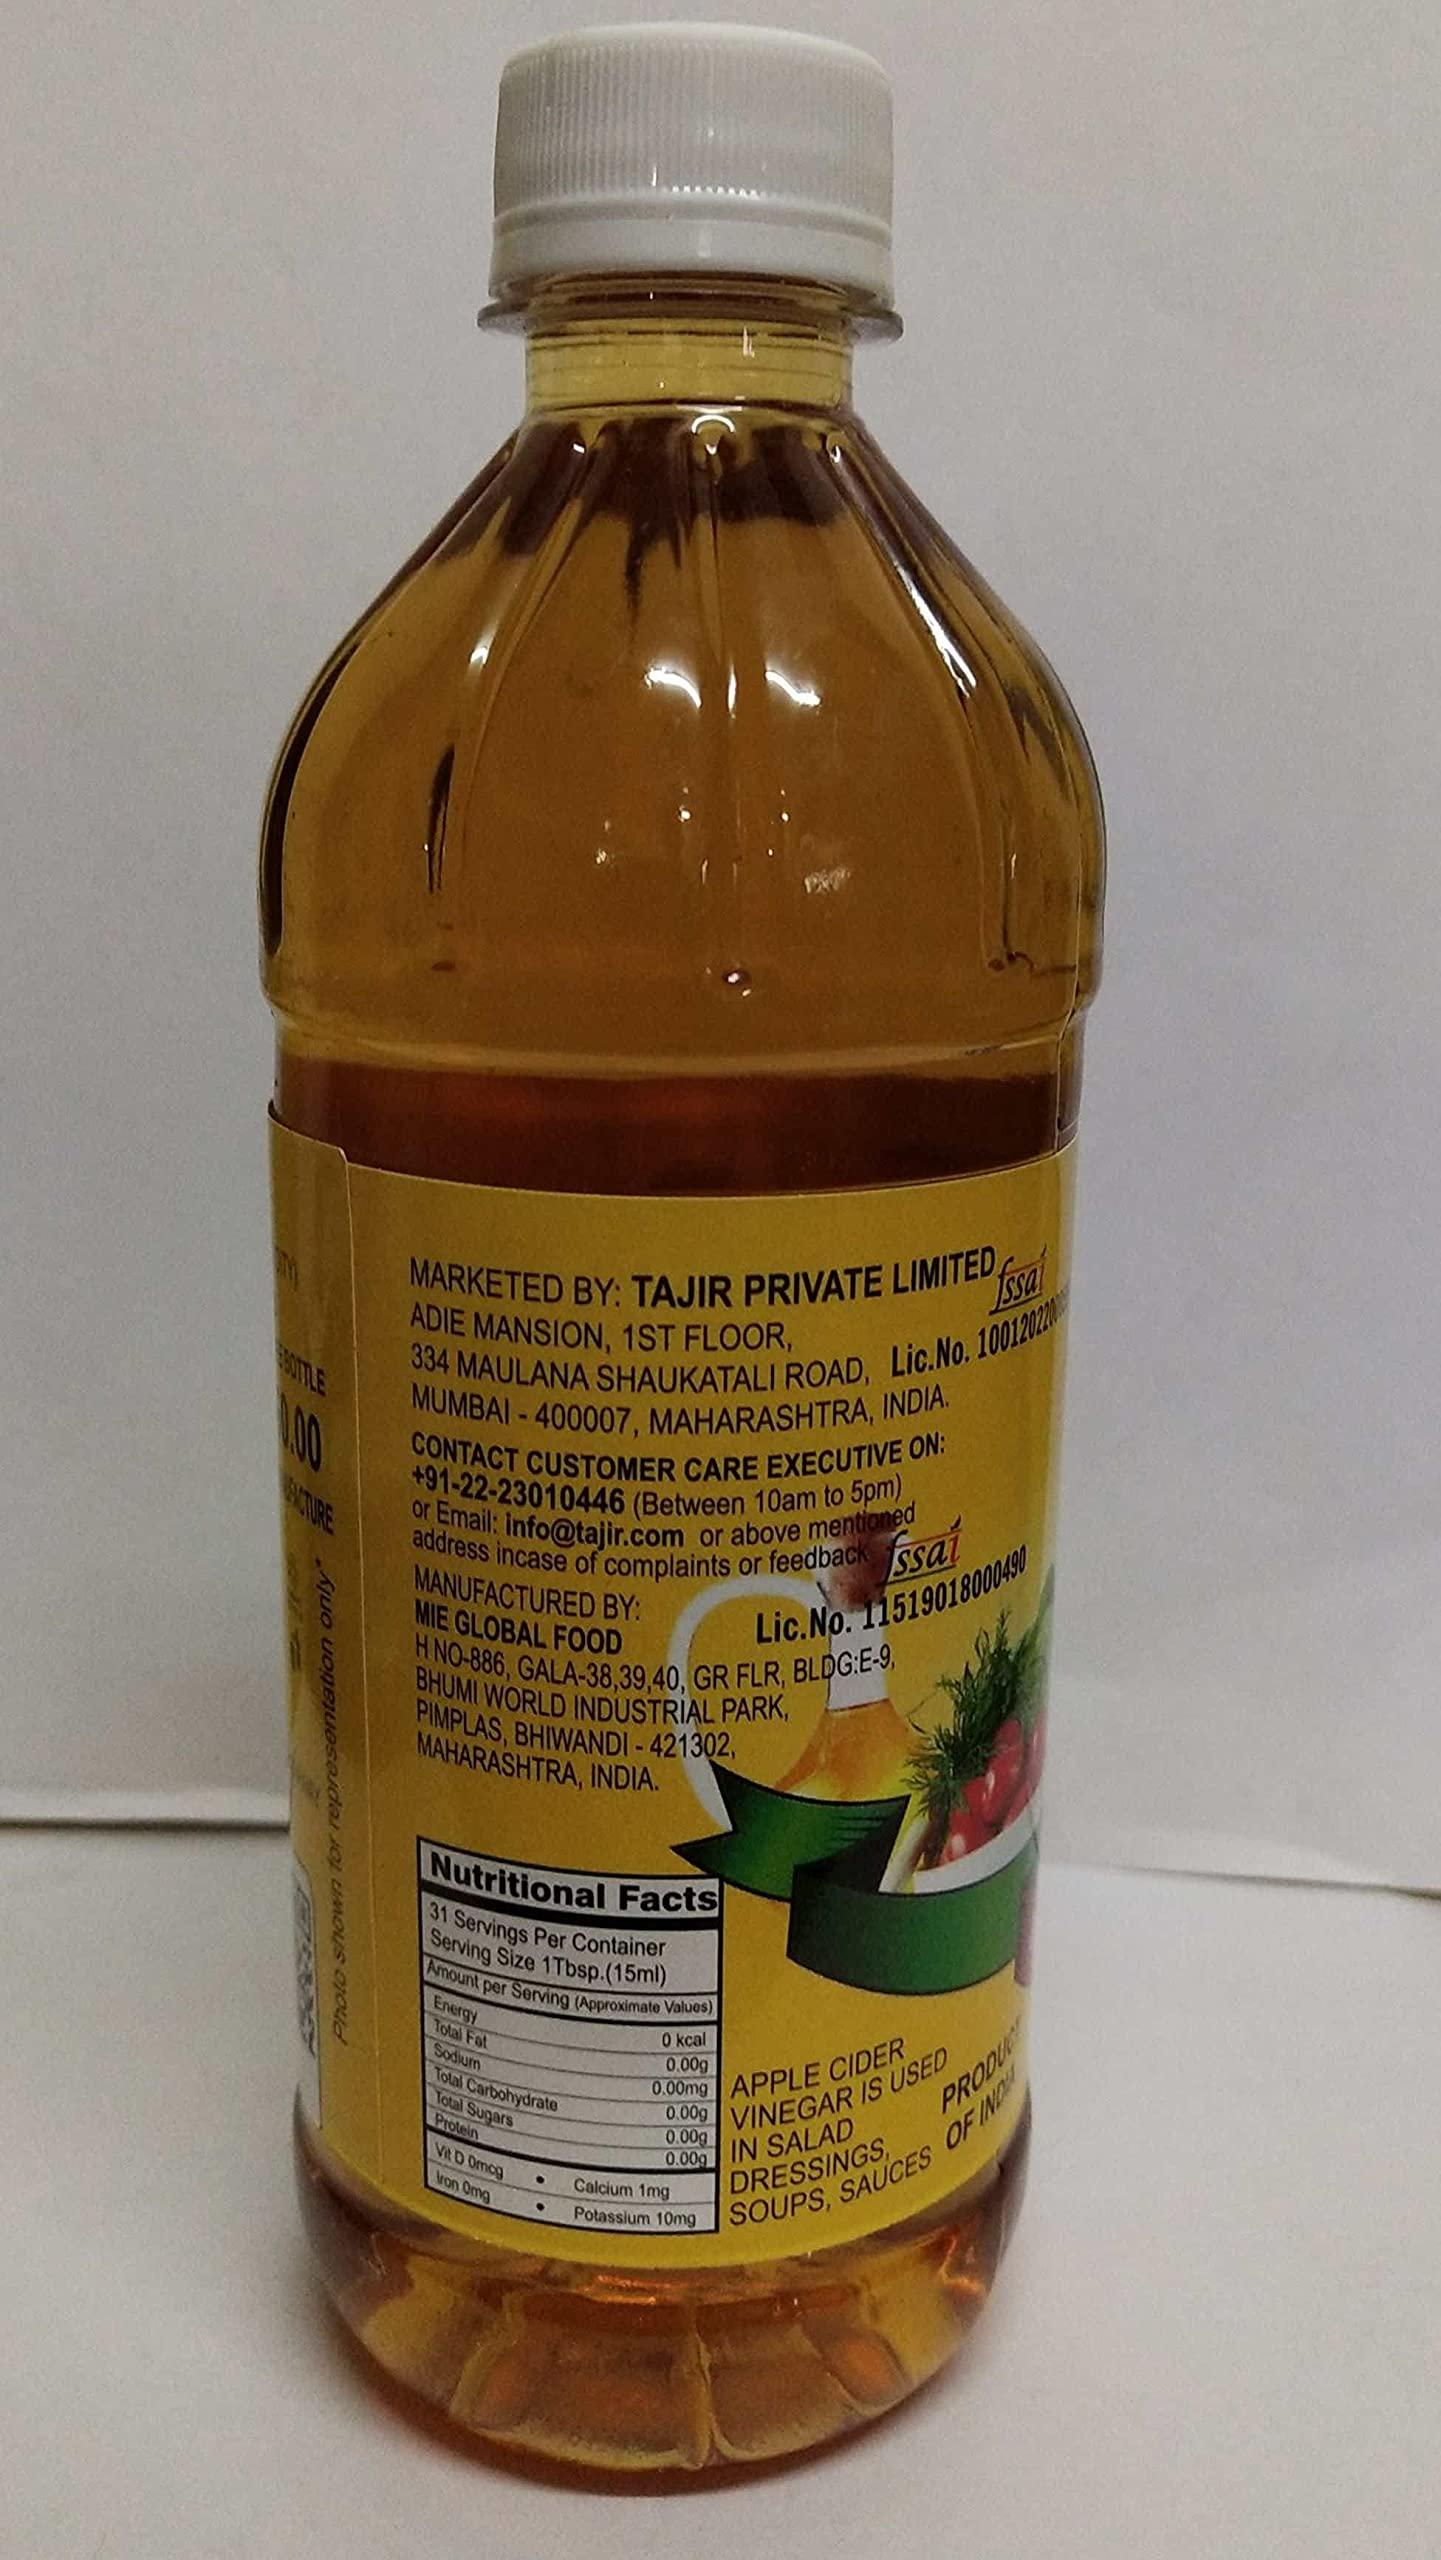 BOTTLE
0.00
Photo shown for representation only*
MARKETED BY: TAJIR PRIVATE LIMITED
fssai
ADIE MANSION, 1ST FLOOR,
334 MAULANA SHAUKATALI ROAD, Lic.No.
MUMBAI - 400007, MAHARASHTRA, INDIA.
CONTACT CUSTOMER CARE EXECUTIVE ON:
+91-22-23010446 (Between 10am to 5pm)
or Email: info@tajir.com or above mentioned
address incase of complaints or feedback
fssai
Lic.No. 11519018000490
MANUFACTURED BY:
MIE GLOBAL FOOD
H NO-886, GALA-38,39,40, GR FLR, BLDG:E-9,
BHUMI WORLD INDUSTRIAL PARK,
PIMPLAS, BHIWANDI - 421302,
MAHARASHTRA, INDIA.
Nutritional Facts
31 Servings Per Container
Serving Size 1Tbsp.(15ml)
Amount per Serving (Approximate Values)
Energy 0 kcal
Total Fat 0.00g
Sodium 0.00mg
Total Carbohydrate 0.00g
Total Sugars 0.00g
Protein 0.00g
Vit D 0mcg • Calcium 1mg
Iron 0mg • Potassium 10mg
APPLE CIDER
VINEGAR IS USED
IN SALAD
DRESSINGS,
SOUPS, SAUCES
PRODUCT
OF INDIA